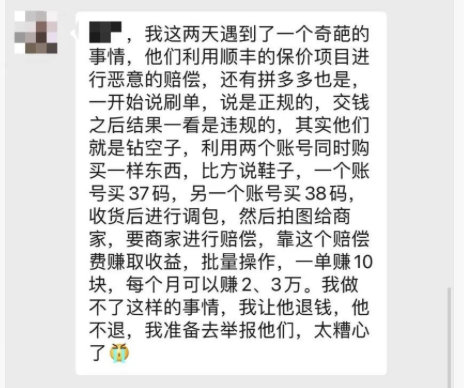 ，我这两天遇到了一个奇葩的
事情，他们利用顺丰的保价项目进
行恶意的赔偿，还有拼多多也是，
一开始说刷单，说是正规的，交钱
之后结果一看是违规的，其实他们
就是钻空子，利用两个账号同时购
买一样东西，比方说鞋子，一个账
号买37码，另一个账号买38码，
收货后进行调包，然后拍图给商
家，要商家进行赔偿，靠这个赔偿
费赚取收益，批量操作，一单赚10
块，每个月可以赚2、3万。我做
不了这样的事情，我让他退钱，他
不退，我准备去举报他们，太糟心
了😭